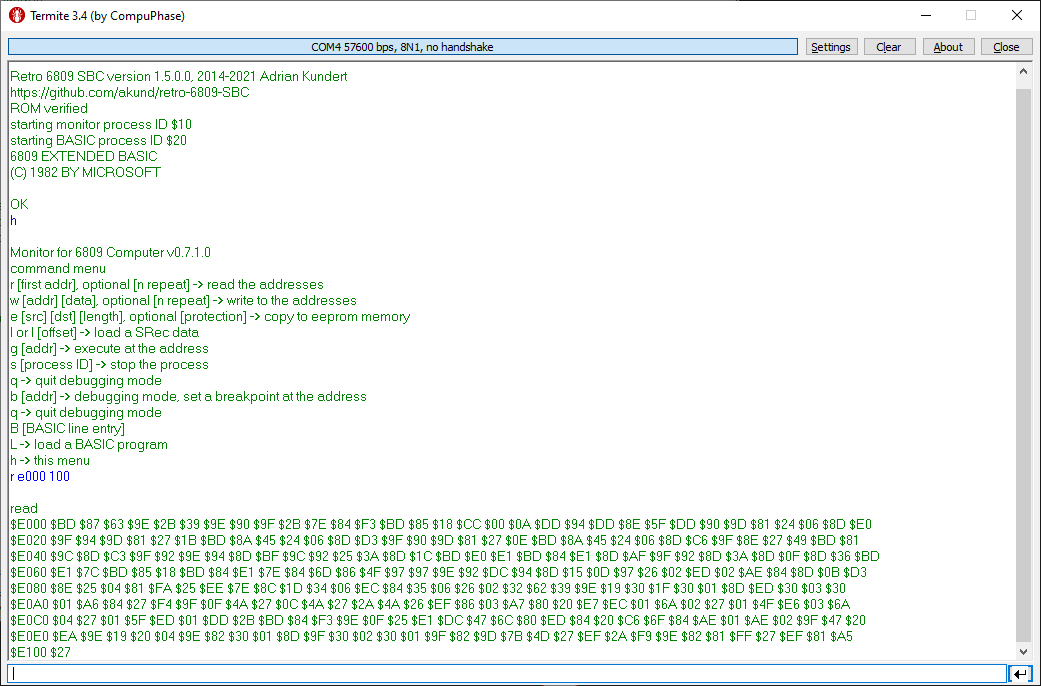 Termite 3.4 (by CompuPhase)
COM4 57600 bps, 8N1, no handshake
Settings
Clear
About
Close
Retro 6809 SBC version 1.5.0.0, 2014-2021 Adrian Kundert
https://github.com/akund/retro-6809-SBC
ROM verified
starting monitor process ID $10
starting BASIC process ID $20
6809 EXTENDED BASIC
(C) 1982 BY MICROSOFT
OK
h
Monitor for 6809 Computer v0.7.1.0
command menu
r [first addr], optional [n repeat] -> read the addresses
w [addr] [data], optional [n repeat] -> write to the addresses
e [src] [dst] [length], optional [protection] -> copy to eeprom memory
l or l [offset] -> load a SRec data
g [addr] -> execute at the address
s [process ID] -> stop the process
q -> quit debugging mode
b [addr] -> debugging mode, set a breakpoint at the address
q -> quit debugging mode
B [BASIC line entry]
L -> load a BASIC program
h -> this menu
r e000 100
read
$E000 $BD $87 $63 $9E $2B $39 $9E $90 $9F $2B $7E $84 $F3 $BD $85 $18 $CC $00 $0A $DD $94 $DD $8E $5F $DD $90 $9D $81 $24 $06 $8D $E0
$E020 $9F $94 $9D $81 $27 $1B $BD $8A $45 $24 $06 $8D $D3 $9F $90 $9D $81 $27 $0E $BD $8A $45 $24 $06 $8D $C6 $9F $8E $27 $49 $BD $81
$E040 $9C $8D $C3 $9F $92 $9E $94 $8D $BF $9C $92 $25 $3A $8D $1C $BD $E0 $E1 $BD $84 $E1 $8D $AF $9F $92 $8D $3A $8D $0F $8D $36 $BD
$E060 $E1 $7C $BD $85 $18 $BD $84 $E1 $7E $84 $6D $86 $4F $97 $97 $9E $92 $DC $94 $8D $15 $0D $97 $26 $02 $ED $02 $AE $84 $8D $0B $D3
$E080 $8E $25 $04 $81 $FA $25 $EE $7E $8C $1D $34 $06 $EC $84 $35 $06 $26 $02 $32 $62 $39 $9E $19 $30 $1F $30 $01 $8D $ED $30 $03 $30
$E0A0 $01 $A6 $84 $27 $F4 $9F $0F $4A $27 $0C $4A $27 $2A $4A $26 $EF $86 $03 $A7 $80 $20 $E7 $EC $01 $6A $02 $27 $01 $4F $E6 $03 $6A
$E0C0 $04 $27 $01 $5F $ED $01 $DD $2B $BD $84 $F3 $9E $0F $25 $E1 $DC $47 $6C $80 $ED $84 $20 $C6 $6F $84 $AE $01 $AE $02 $9F $47 $20
$E0E0 $EA $9E $19 $20 $04 $9E $82 $30 $01 $8D $9F $30 $02 $30 $01 $9F $82 $9D $7B $4D $27 $EF $2A $F9 $9E $82 $81 $FF $27 $EF $81 $A5
$E100 $27